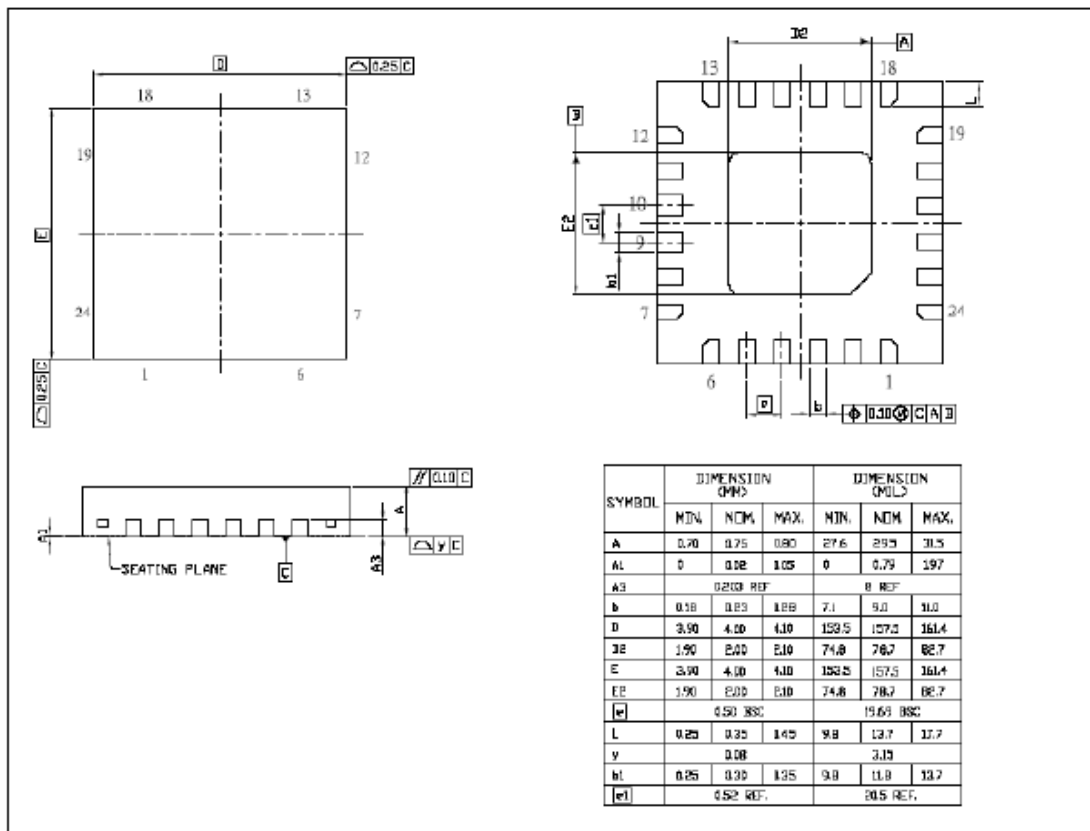 D
0.25 C
18 13
19 12
E
24 7
1 6
0.25 C
D2
A
13 18
L
B
12 19
10
E2
e1
9
b1
7 24
6 1
e
b
0.10 M C A B
// 0.10 C
A
A1
A3
y C
SEATING PLANE
C
SYMBOL DIMENSION (MM) DIMENSION (MIL)
MIN. NOM. MAX. MIN. NOM. MAX.
A 0.70 0.75 0.80 27.6 29.5 31.5
A1 0 0.02 0.05 0 0.79 1.97
A3 0.203 REF 8 REF
b 0.18 0.23 0.28 7.1 9.0 11.0
D 3.90 4.00 4.10 153.5 157.5 161.4
D2 1.90 2.00 2.10 74.8 78.7 82.7
E 3.90 4.00 4.10 153.5 157.5 161.4
E2 1.90 2.00 2.10 74.8 78.7 82.7
e 0.50 BSC 19.69 BSC
L 0.25 0.35 0.45 9.8 13.7 17.7
y 0.08 3.15
b1 0.25 0.30 0.35 9.8 11.8 13.7
e1 0.52 REF. 20.5 REF.